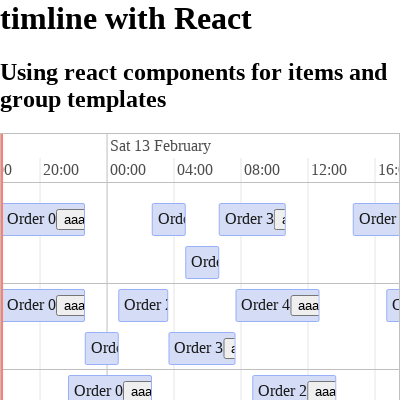 timline with React
Using react components for items and
group templates
Sat 13 February
0 20:00 00:00 04:00 08:00 12:00 16:
Order 0 aaa Ord Order 3 Order
Ord
Order 0 aaa Order Order 4 aaa
Ord Order 3
Order 0 aaa Order 2 aaa